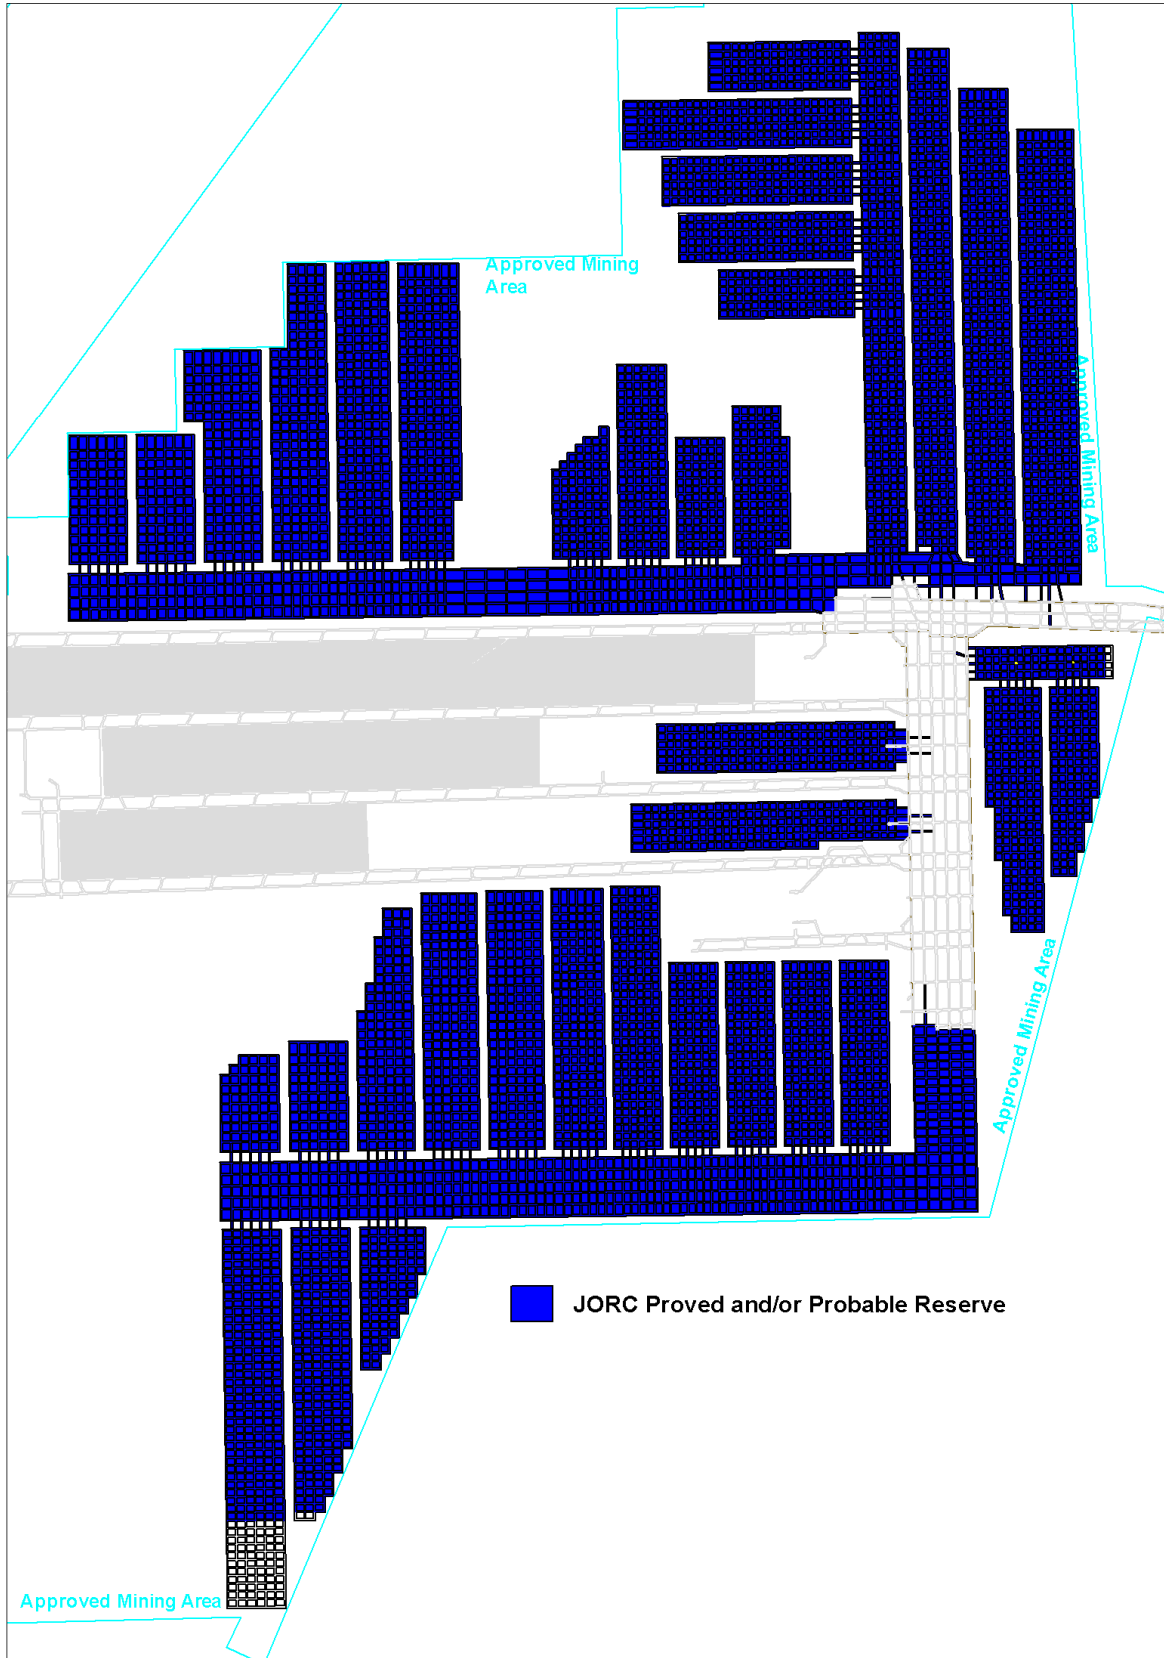 Approved Mining
Area
Approved Mining Area
Approved Mining Area
JORC Proved and/or Probable Reserve
Approved Mining Area